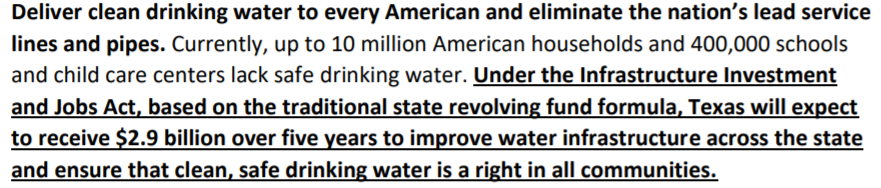 Deliver clean drinking water to every American and eliminate the nation’s lead service
lines and pipes. Currently, up to 10 million American households and 400,000 schools
and child care centers lack safe drinking water. Under the Infrastructure Investment
and Jobs Act, based on the traditional state revolving fund formula, Texas will expect
to receive $2.9 billion over five years to improve water infrastructure across the state
and ensure that clean, safe drinking water is a right in all communities.